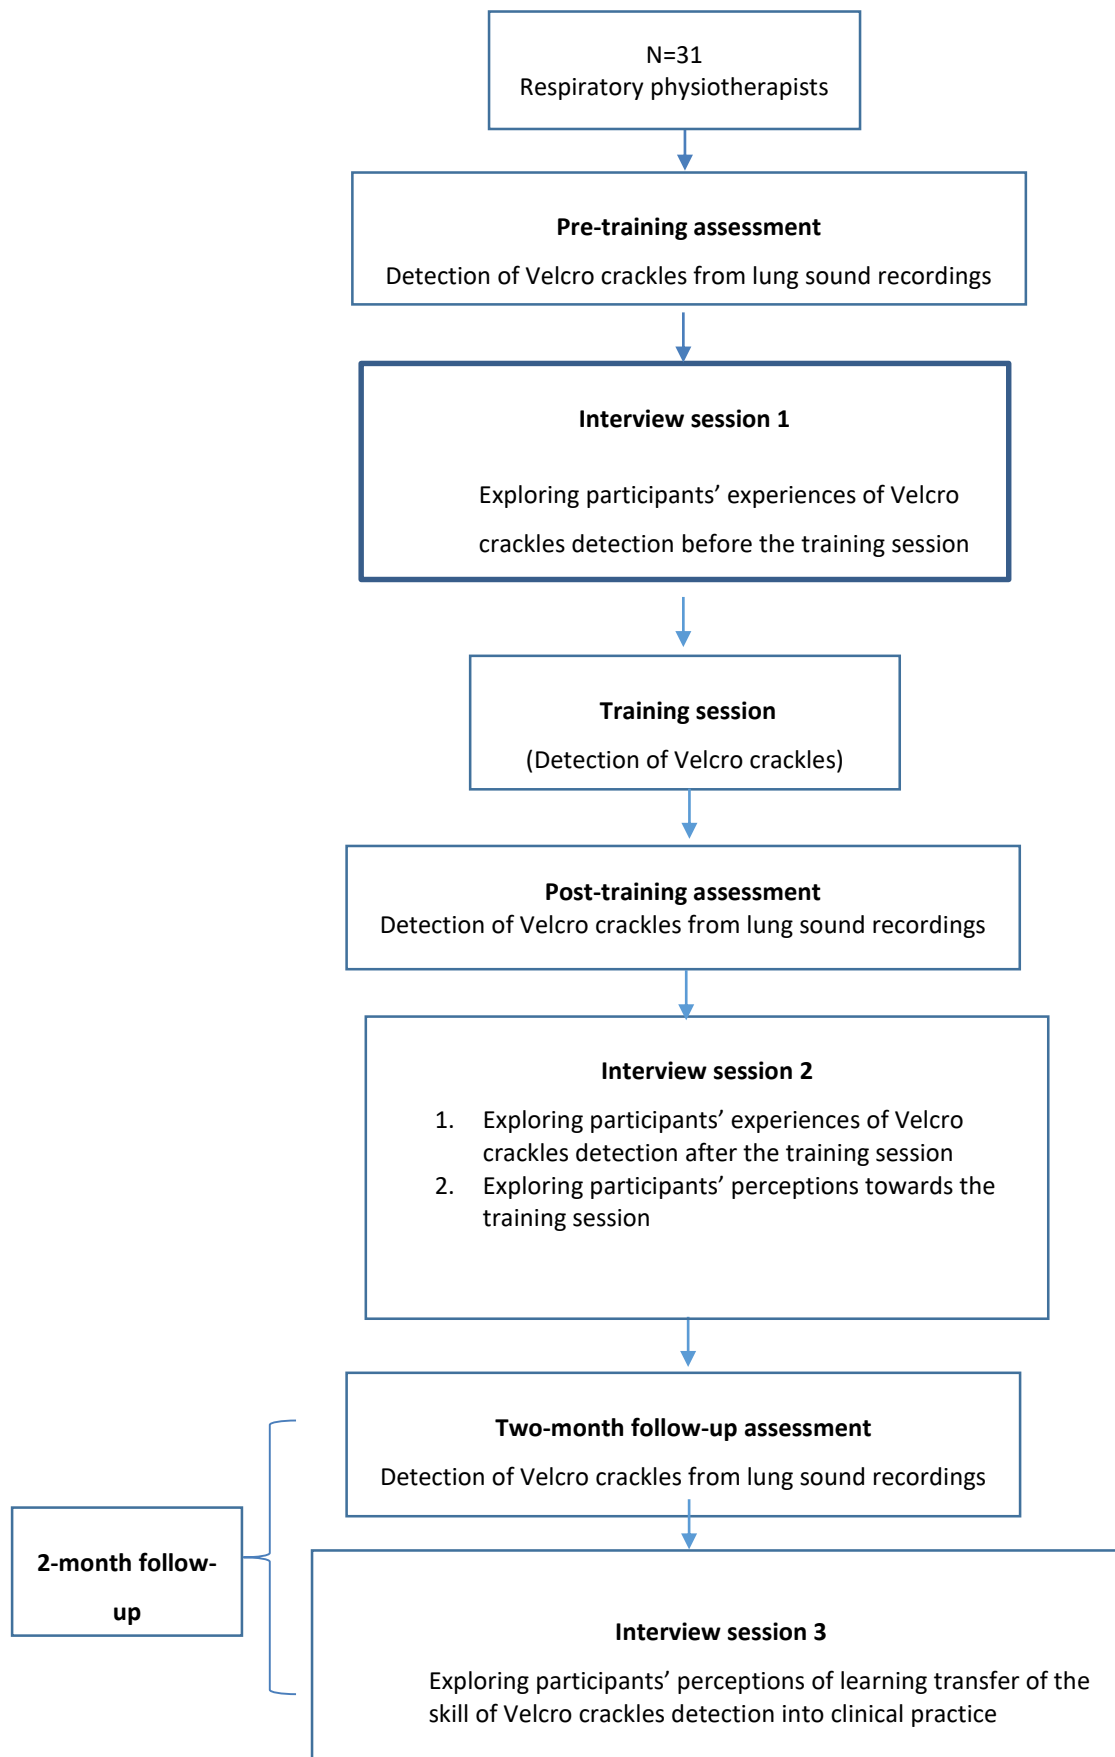 N=31
Respiratory physiotherapists
Pre-training assessment
Detection of Velcro crackles from lung sound recordings
Interview session 1
Exploring participants’ experiences of Velcro
crackles detection before the training session
Training session
(Detection of Velcro crackles)
Post-training assessment
Detection of Velcro crackles from lung sound recordings
Interview session 2
1. Exploring participants’ experiences of Velcro
crackles detection after the training session
2. Exploring participants’ perceptions towards the
training session
Two-month follow-up assessment
Detection of Velcro crackles from lung sound recordings
2-month follow-
up
Interview session 3
Exploring participants’ perceptions of learning transfer of the
skill of Velcro crackles detection into clinical practice